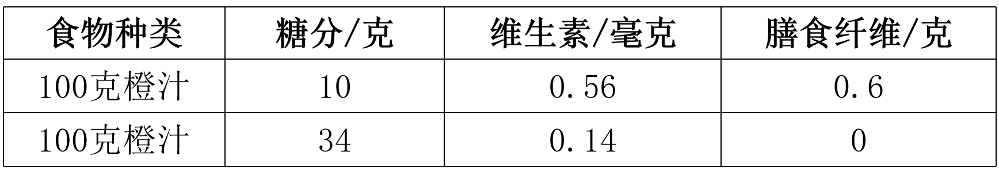 食物种类 糖分/克 维生素/毫克 膳食纤维/克
100克橙汁 10 0.56 0.6
100克橙汁 34 0.14 0